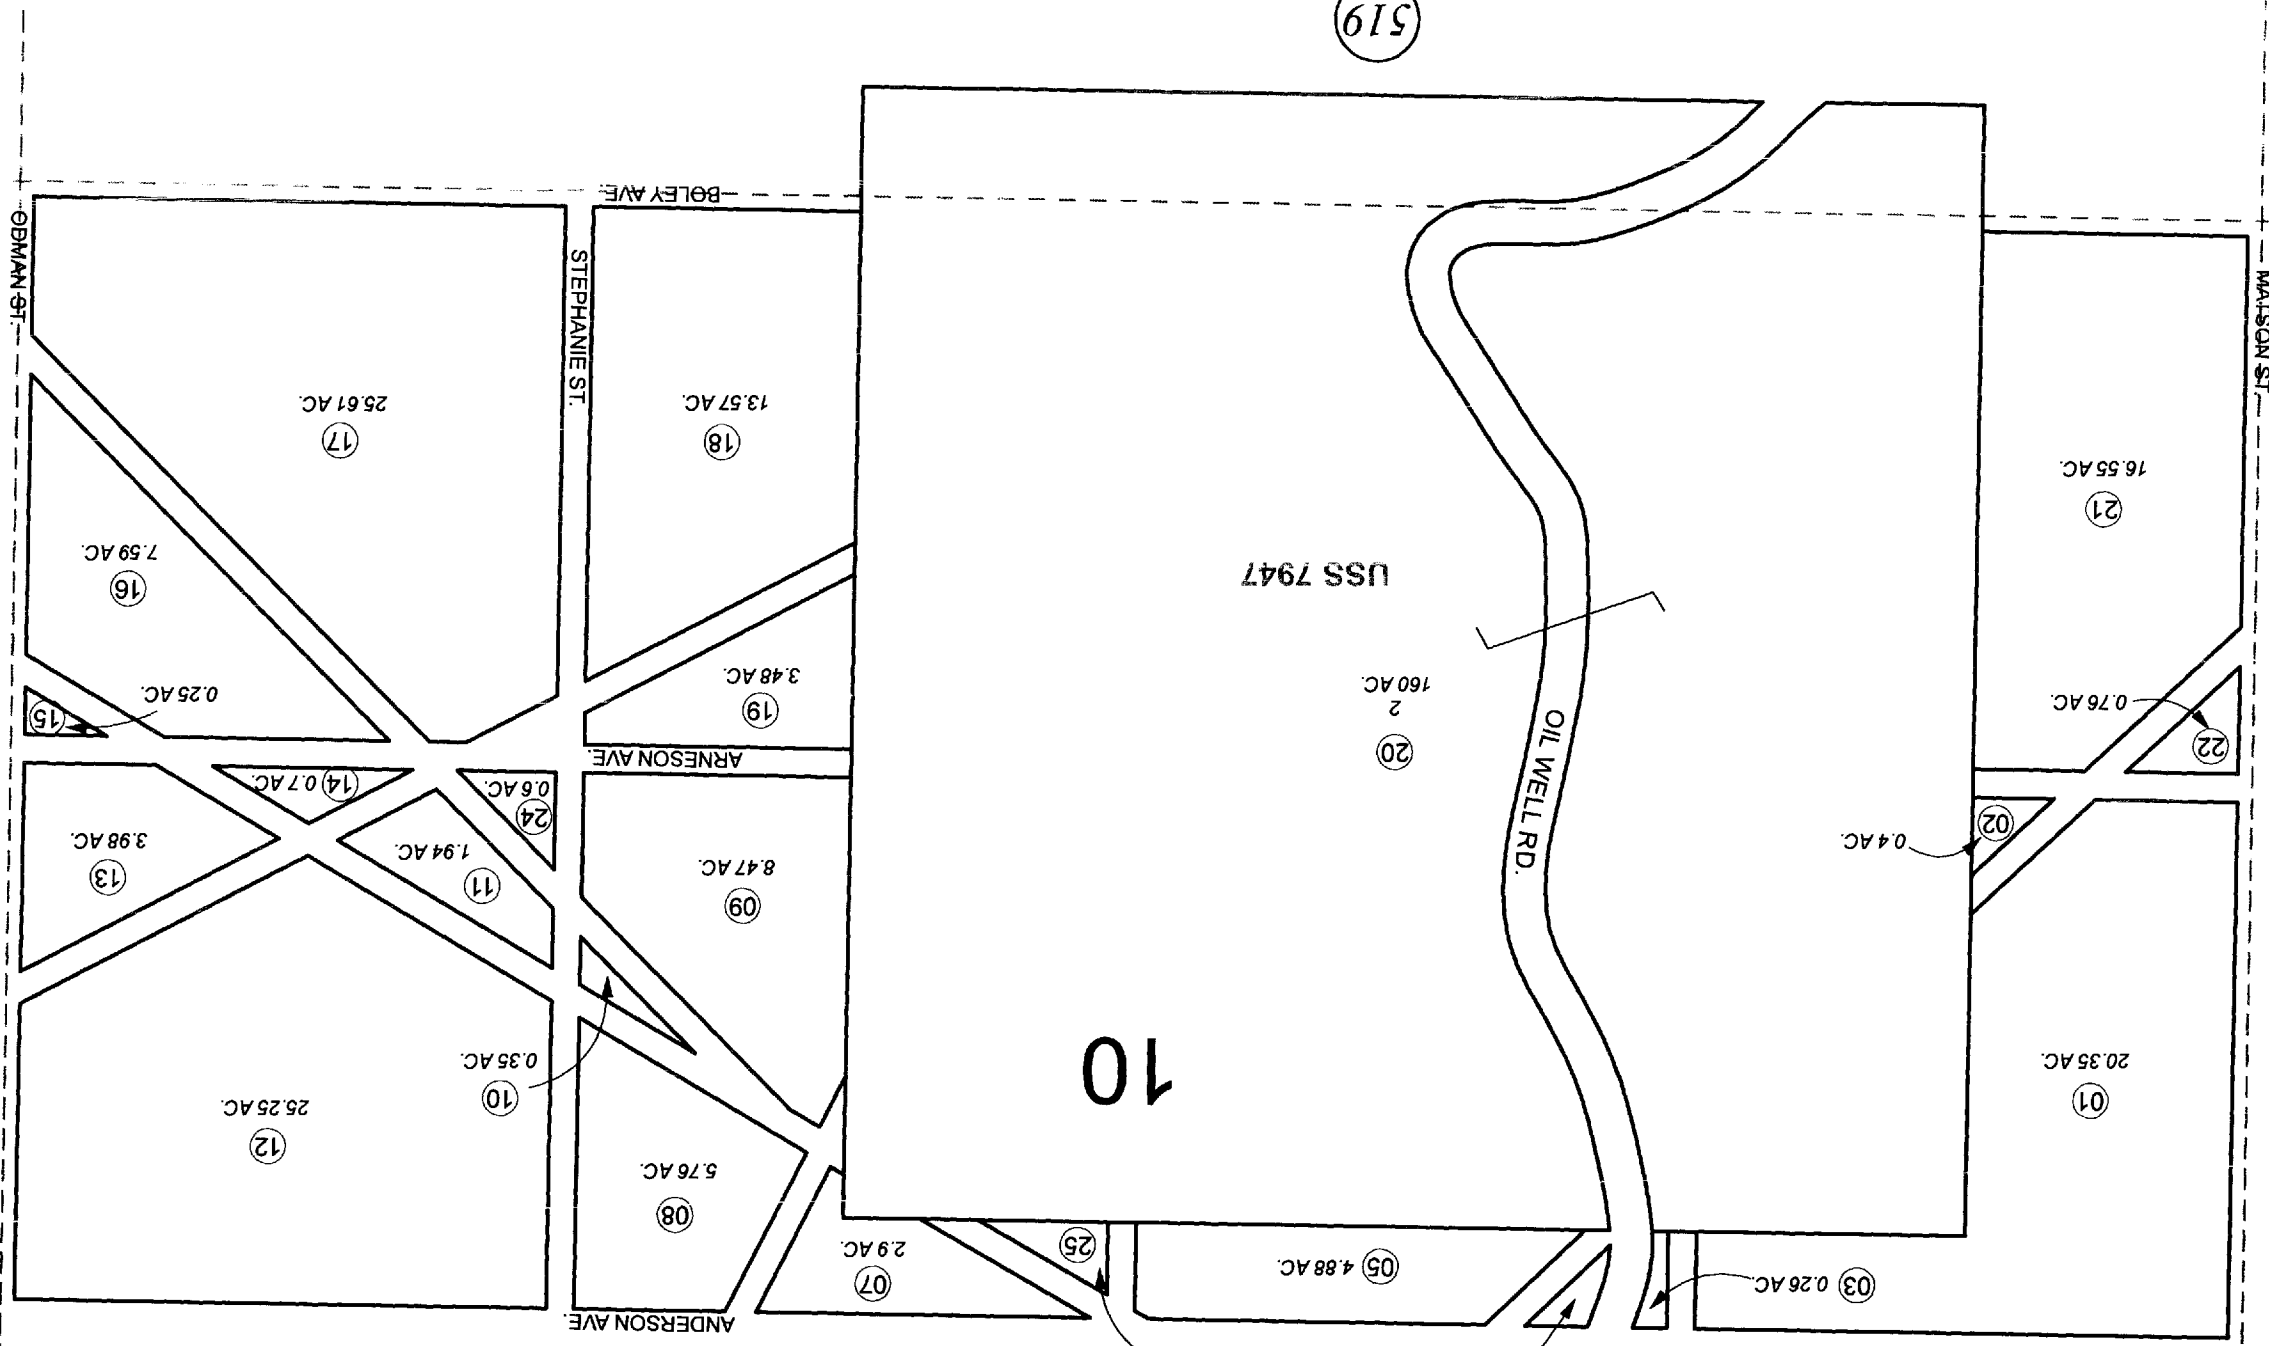 ANDERSON AVE.
03 0.26 AC.
05 4.88 AC.
25
07
2.9 AC.
08
5.76 AC.
12
25.25 AC.
10
0.35 AC.
01
20.35 AC.
10
09
8.47 AC.
11
1.94 AC.
13
3.98 AC.
02
0.4 AC.
24
0.6 AC.
14 0.7 AC.
OIL WELL RD.
ARNESON AVE.
22
0.76 AC.
20
2
160 AC.
19
3.48 AC.
15
0.25 AC.
USS 7947
16
7.59 AC.
21
16.55 AC.
18
13.57 AC.
17
25.61 AC.
MATSON ST.
STEPHANIE ST.
ODMAN ST.
BOLEY AVE.
519